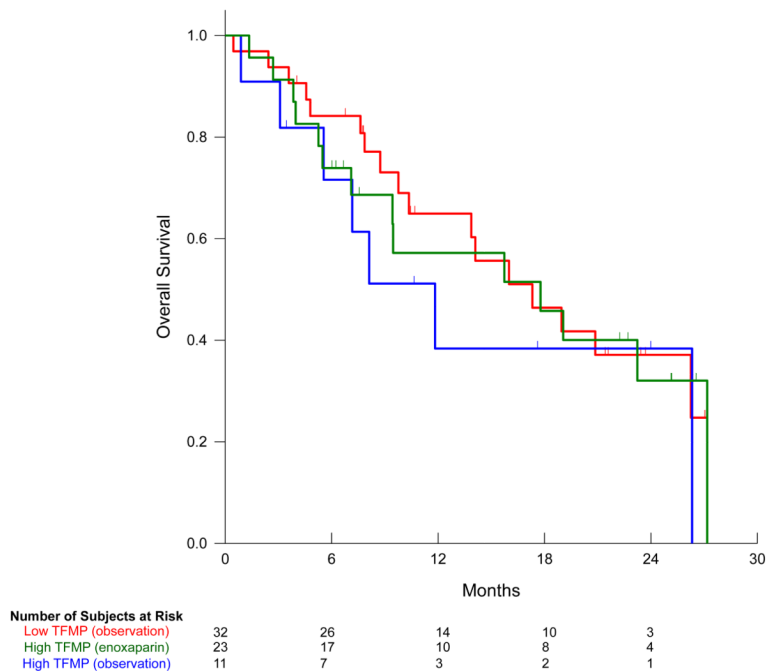 Overall Survival
1.0
0.8
0.6
0.4
0.2
0.0
0 6 12 18 24 30
Months
Number of Subjects at Risk
Low TFMP (observation) 32 26 14 10 3
High TFMP (enoxaparin) 23 17 10 8 4
High TFMP (observation) 11 7 3 2 1